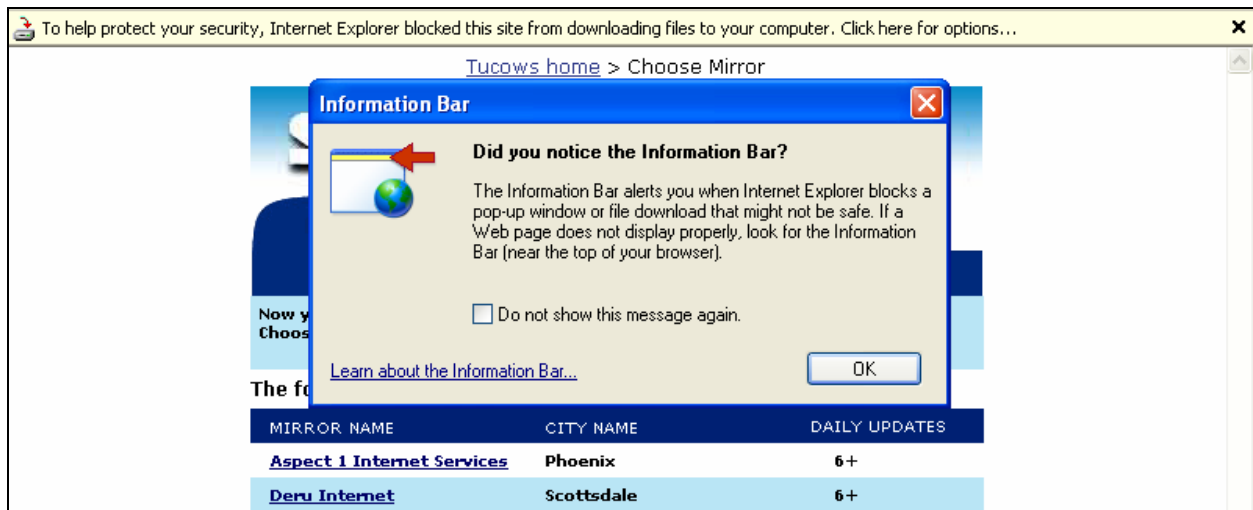 To help protect your security, Internet Explorer blocked this site from downloading files to your computer. Click here for options...
Tucows home > Choose Mirror
Information Bar
Did you notice the Information Bar?
The Information Bar alerts you when Internet Explorer blocks a
pop-up window or file download that might not be safe. If a
Web page does not display properly, look for the Information
Bar (near the top of your browser).
Now y
Choos
Do not show this message again.
Learn about the Information Bar...
OK
The fo
MIRROR NAME CITY NAME DAILY UPDATES
Aspect 1 Internet Services Phoenix 6+
Deru Internet Scottsdale 6+